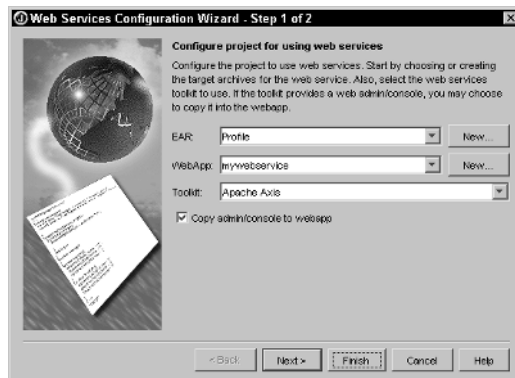 Web Services Configuration Wizard - Step 1 of 2
Configure project for using web services
Configure the project to use web services. Start by choosing or creating
the target archives for the web service. Also, select the web services
toolkit to use. If the toolkit provides a web admin/console, you may choose
to copy it into the webapp.
EAR: Profile New...
WebApp: mywebservice New...
Toolkit: Apache Axis
Copy admin/console to webapp
< Back Next > Finish Cancel Help